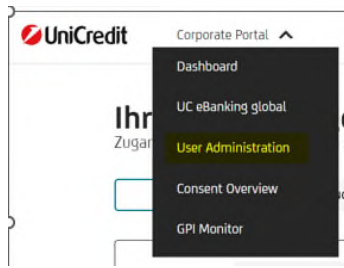 UniCredit
Corporate Portal
Dashboard
UC eBanking global
Ihr
Zugan
User Administration
Consent Overview
GPI Monitor